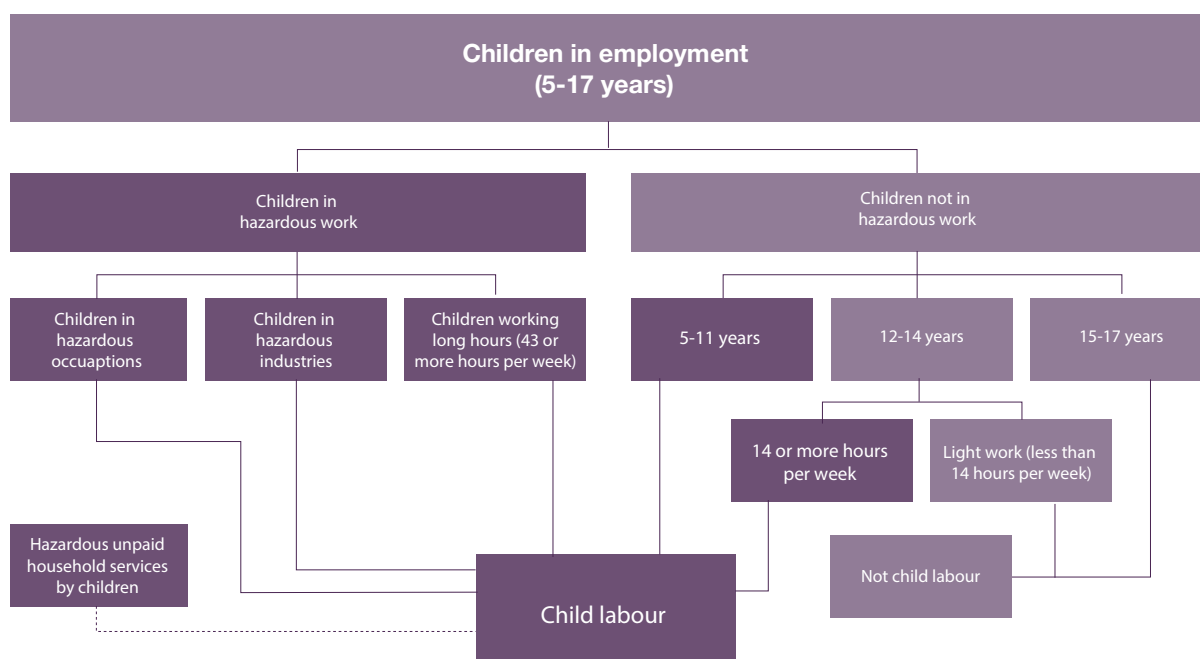 Children in employment
(5-17 years)
Children in
hazardous work
Children not in
hazardous work
Children in
hazardous
occuaptions
Children in
hazardous
industries
Children working
long hours (43 or
more hours per week)
5-11 years
12-14 years
15-17 years
14 or more hours
per week
Light work (less than
14 hours per week)
Hazardous unpaid
household services
by children
Child labour
Not child labour